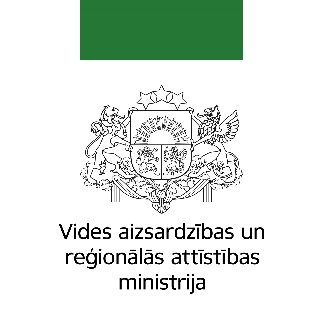 Vides aizsardzības un
reģionālās attīstības
ministrija